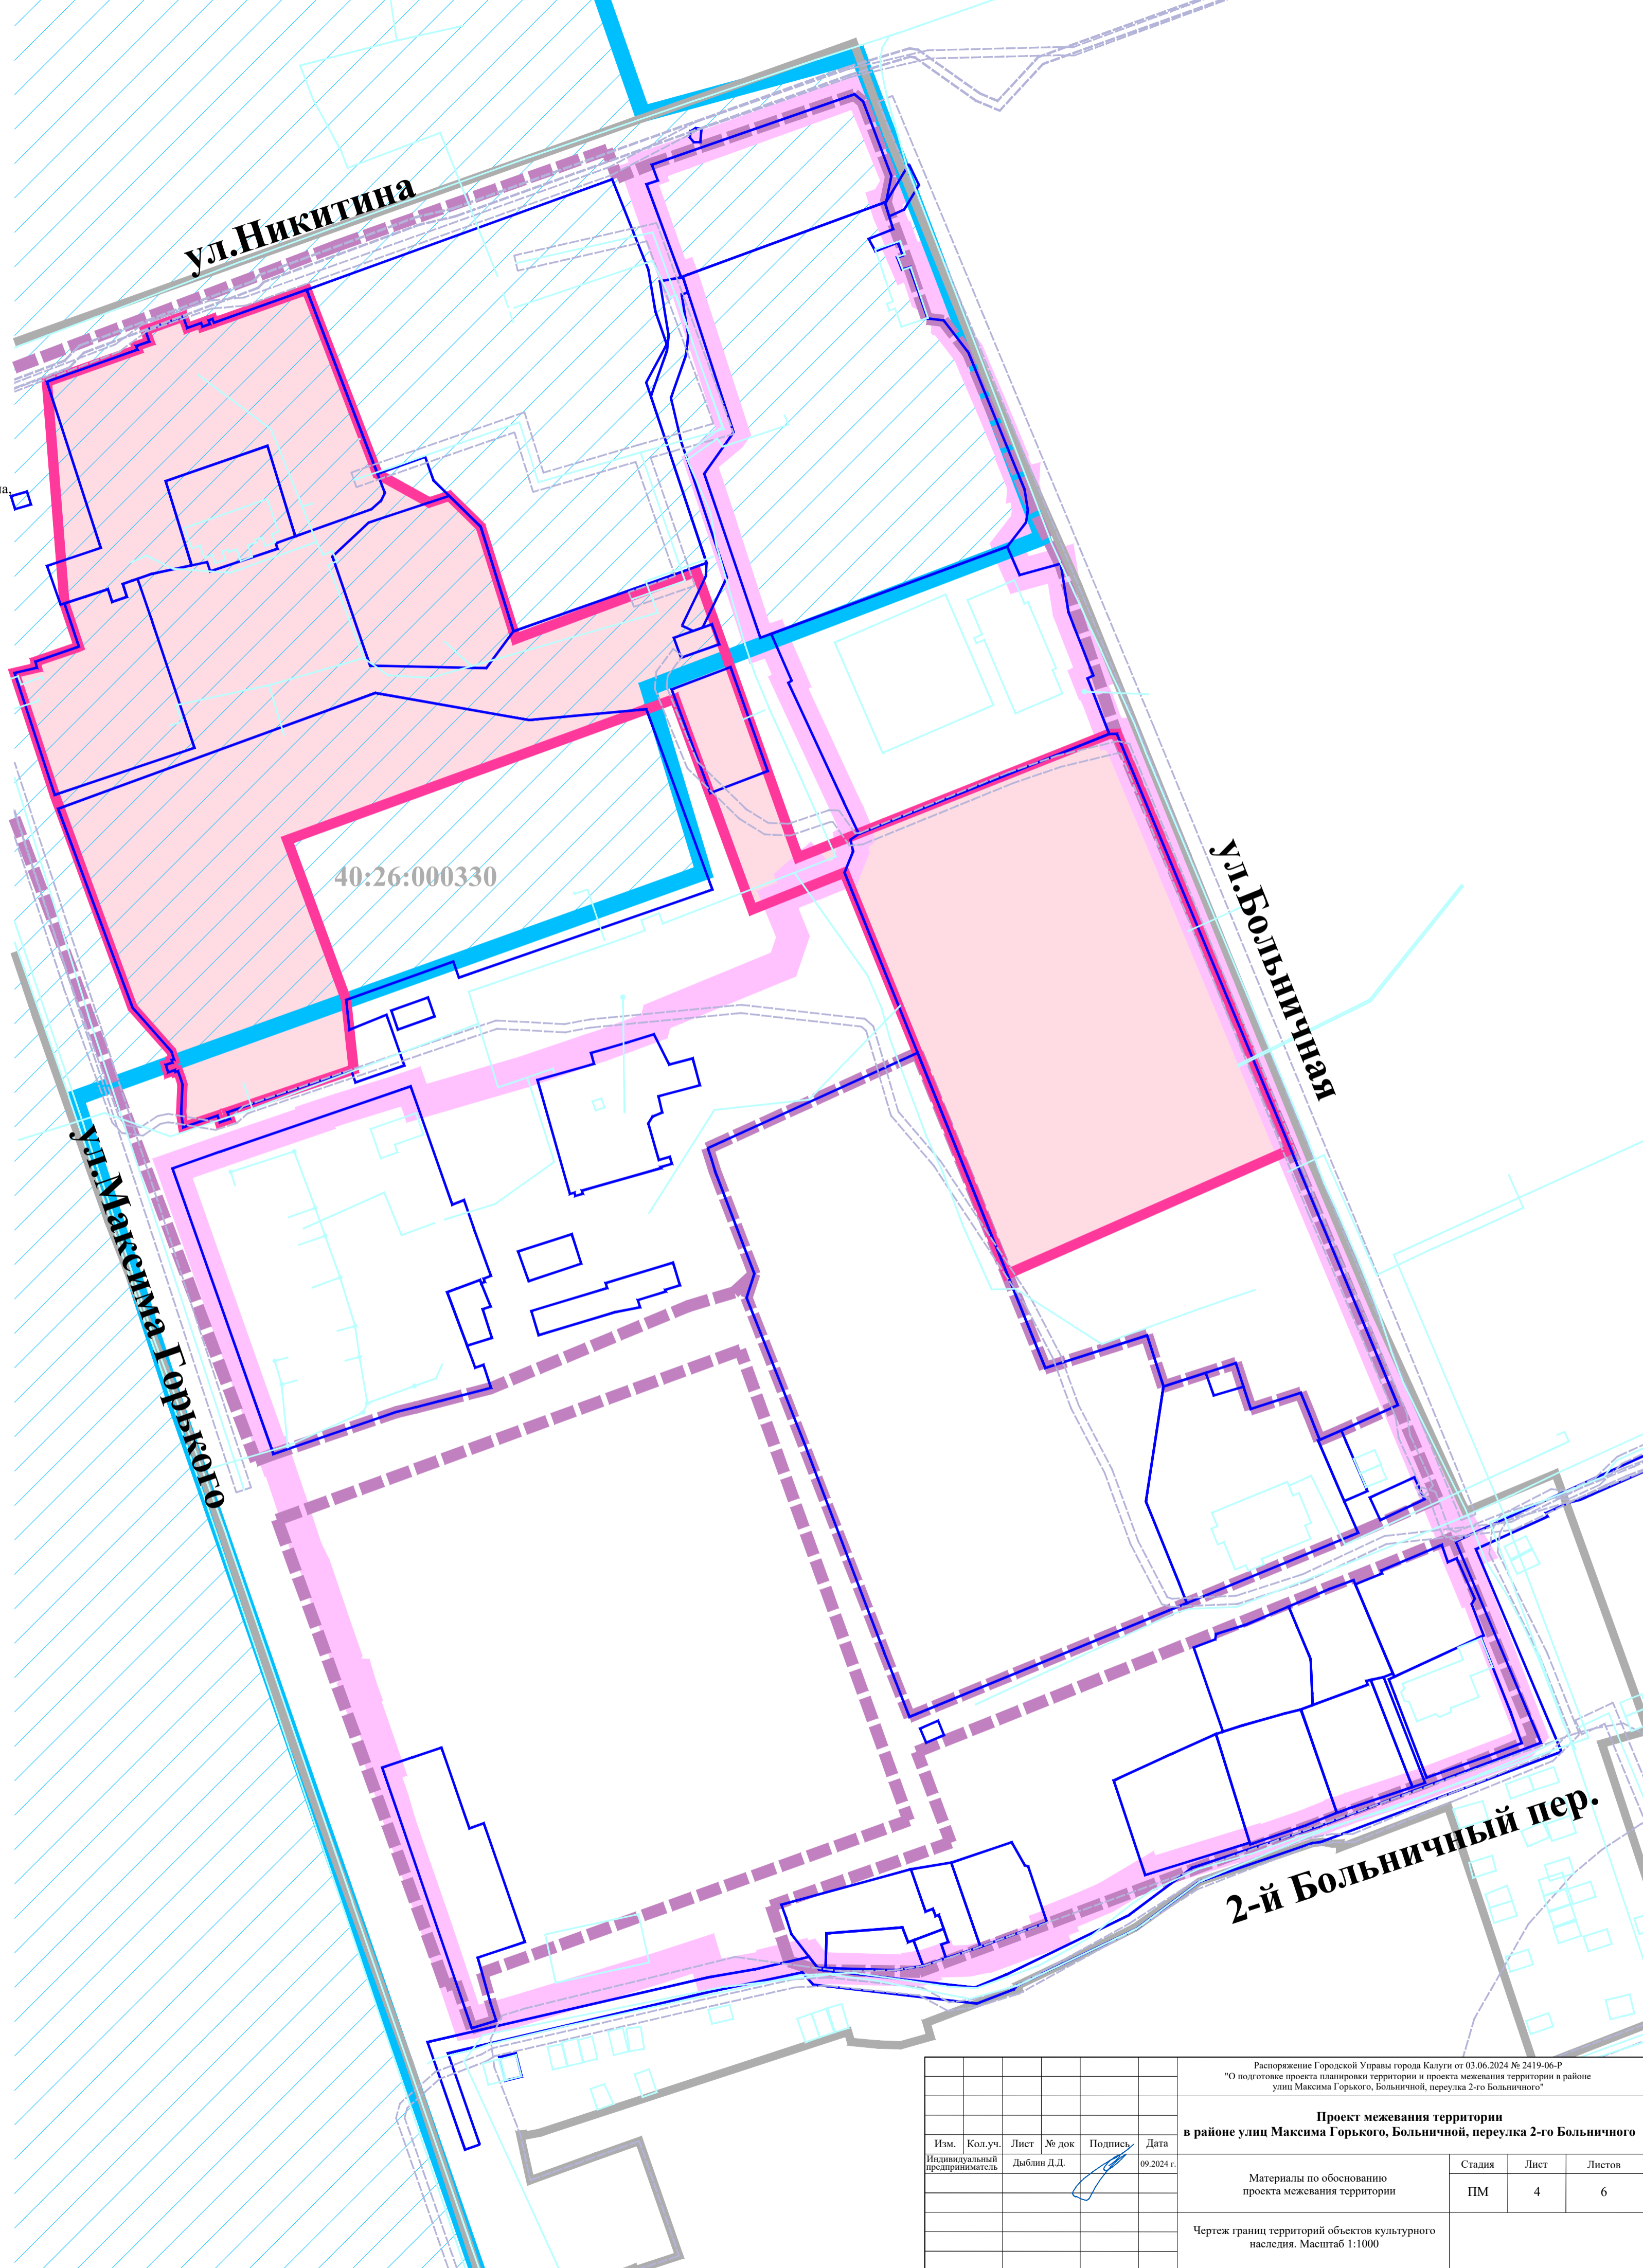 ул.Никитина
на,
40:26:000330
ул.Больничная
ул.Максима Горького
2-й Больничный пер.
Распоряжение Городской Управы города Калуги от 03.06.2024 № 2419-06-Р
"О подготовке проекта планировки территории и проекта межевания территории в районе
улиц Максима Горького, Больничной, переулка 2-го Больничного"
Проект межевания территории
в районе улиц Максима Горького, Больничной, переулка 2-го Больничного
Изм. Кол.уч. Лист № док Подпись Дата
Индивидуальный
предприниматель
Дыблин Д.Д. 09.2024 г.
Материалы по обоснованию
проекта межевания территории
Стадия Лист Листов
ПМ 4 6
Чертеж границ территорий объектов культурного
наследия. Масштаб 1:1000